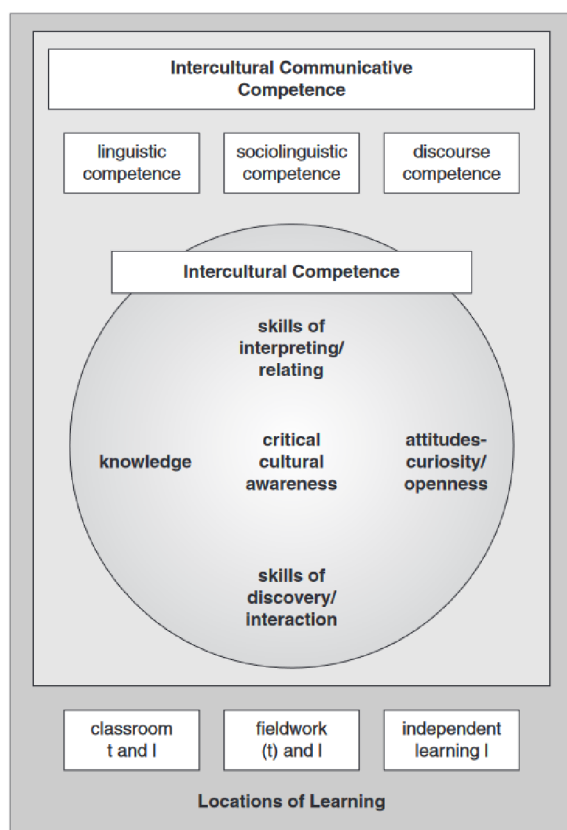 Intercultural Communicative
Competence
linguistic
competence
sociolinguistic
competence
discourse
competence
Intercultural Competence
skills of
interpreting/
relating
knowledge
critical
cultural
awareness
attitudes-
curiosity/
openness
skills of
discovery/
interaction
classroom
t and l
fieldwork
(t) and l
independent
learning l
Locations of Learning